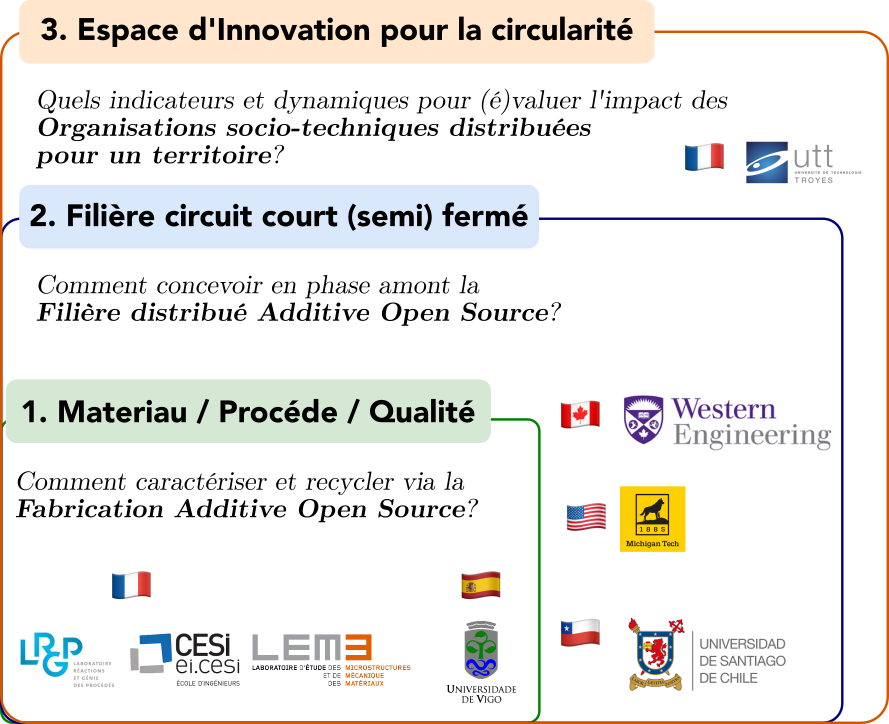 3. Espace d'Innovation pour la circularité
Quels indicateurs et dynamiques pour (é)valuer l'impact des
Organisations socio-techniques distribuées
pour un territoire?
utt
UNIVERSITÉ DE TECHNOLOGIE
TROYES
2. Filière circuit court (semi) fermé
Comment concevoir en phase amont la
Filière distribué Additive Open Source?
1. Materiau / Procéde / Qualité
Western
Engineering
Comment caractériser et recycler via la
Fabrication Additive Open Source?
1885
Michigan Tech
LRGP
LABORATOIRE
RÉACTIONS
ET GÉNIE
DES PROCÉDÉS
CESi
ei.cesi
ÉCOLE D'INGÉNIEURS
LEM3
LABORATOIRE D'ÉTUDE DES MICROSTRUCTURES
ET DE MÉCANIQUE
DES MATÉRIAUX
UNIVERSIDADE
DE VIGO
UNIVERSIDAD
DE SANTIAGO
DE CHILE